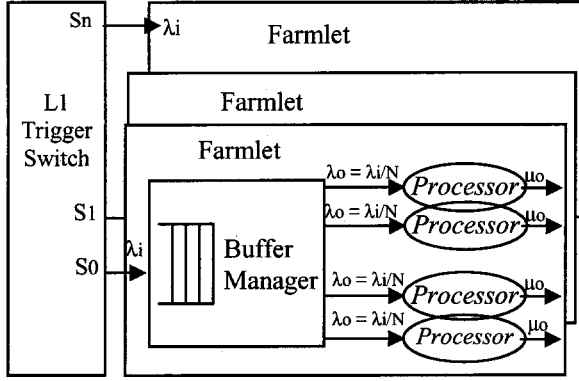 Sn
λi
Farmlet
Farmlet
L1
Trigger
Switch
Farmlet
λo = λi/N
Processor
μo
λo = λi/N
Processor
μo
S1
λi
S0
Buffer
Manager
λo = λi/N
Processor
μo
λo = λi/N
Processor
μo